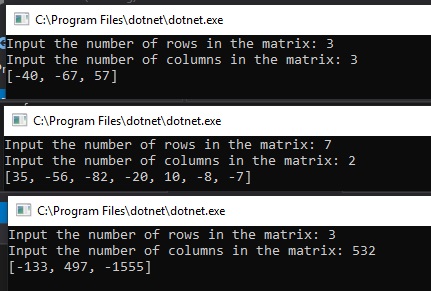 C:\Program Files\dotnet\dotnet.exe
Input the number of rows in the matrix: 3
Input the number of columns in the matrix: 3
[-40, -67, 57]
C:\Program Files\dotnet\dotnet.exe
Input the number of rows in the matrix: 7
Input the number of columns in the matrix: 2
[35, -56, -82, -20, 10, -8, -7]
C:\Program Files\dotnet\dotnet.exe
Input the number of rows in the matrix: 3
Input the number of columns in the matrix: 532
[-133, 497, -1555]